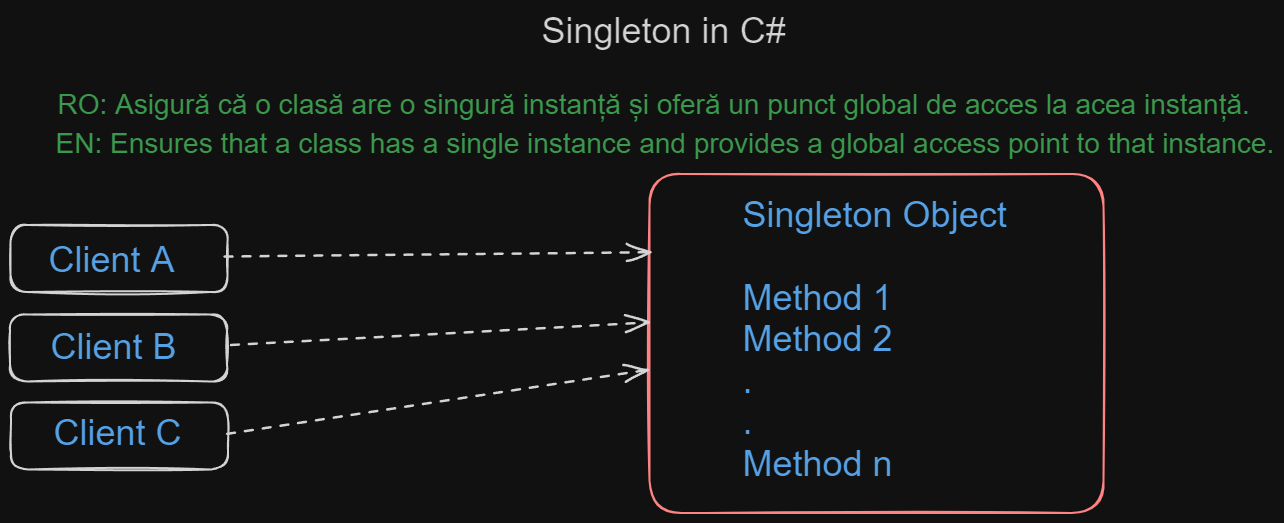 Singleton in C#
RO: Asigură că o clasă are o singură instanță și oferă un punct global de acces la acea instanță.
EN: Ensures that a class has a single instance and provides a global access point to that instance.
Singleton Object
Client A
Method 1
Client B
Method 2
.
.
Client C
Method n